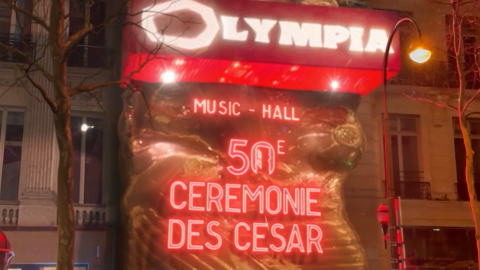 OLYMPIA
MUSIC - HALL
50E
CEREMONIE
DES CESAR